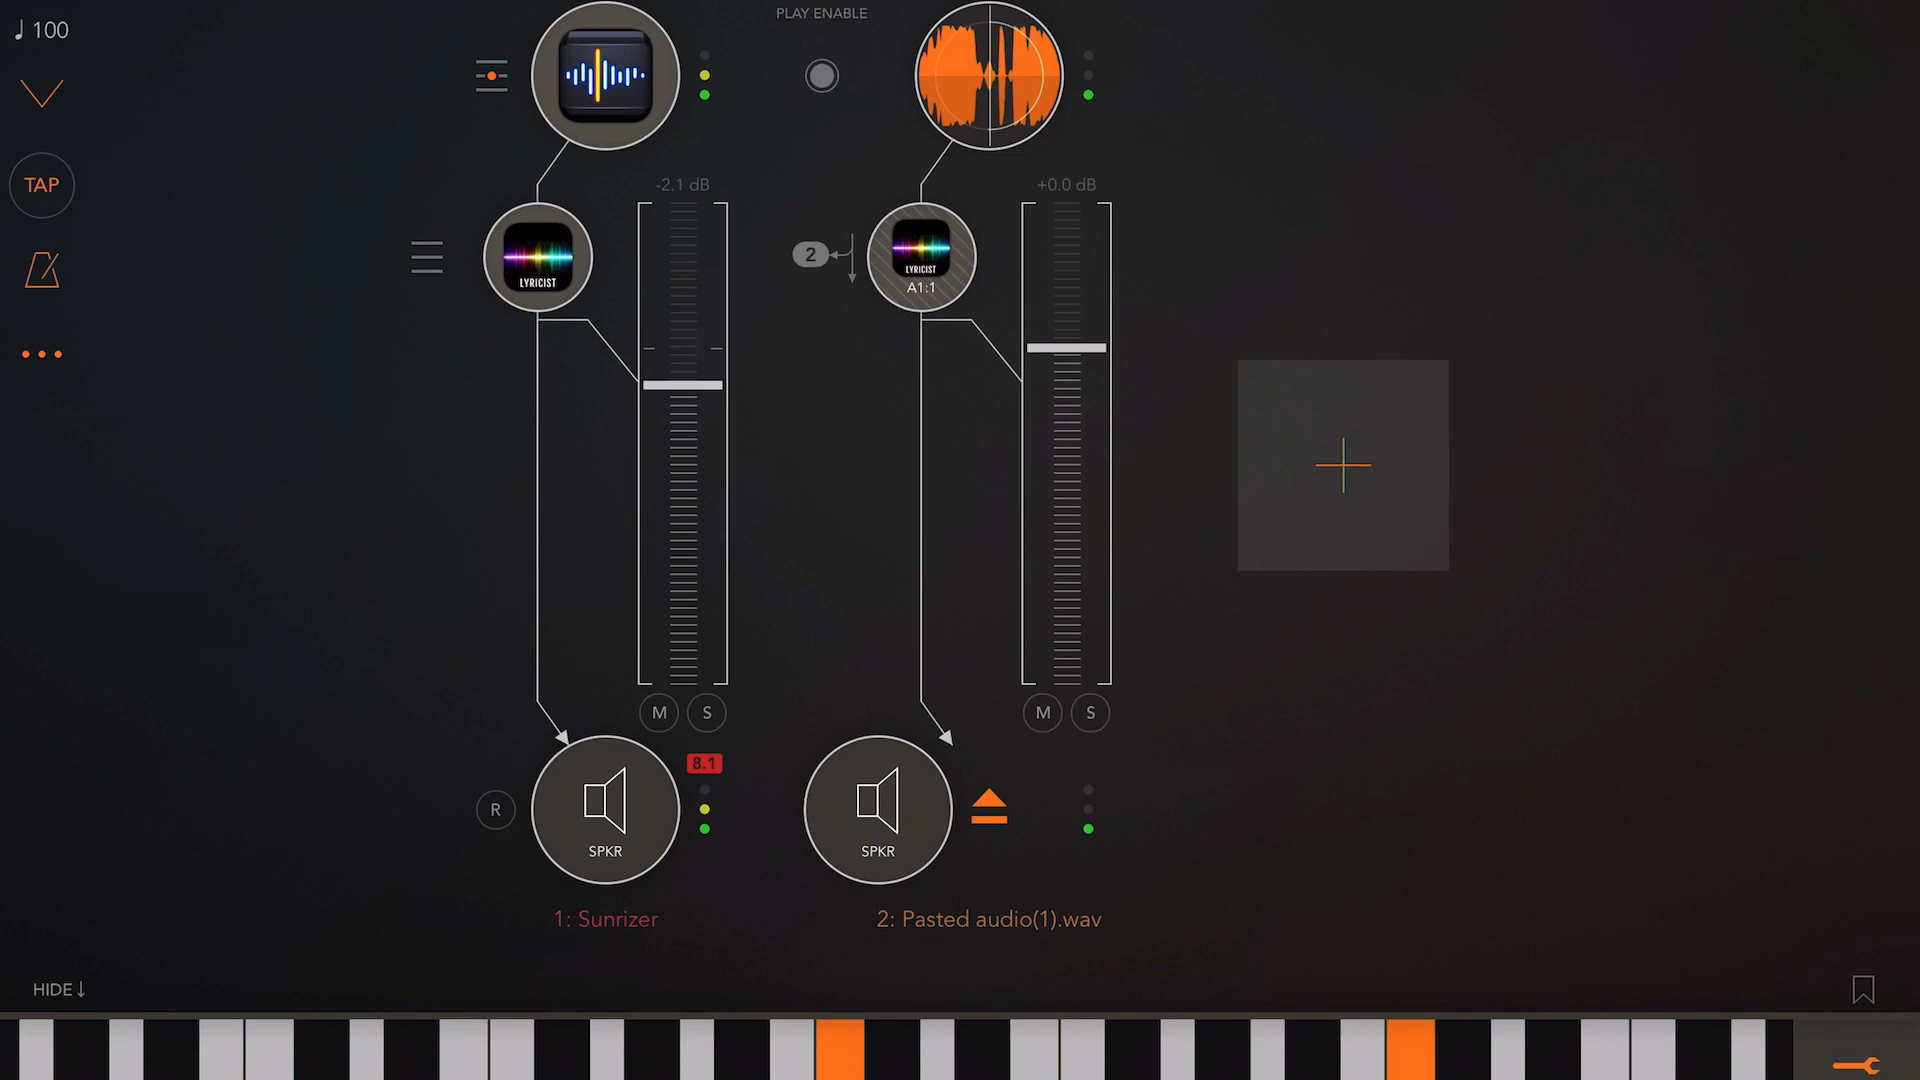 100
PLAY ENABLE
TAP
-2.1 dB
+0.0 dB
LYRICIST
2
LYRICIST
A1:1
M S
M S
8.1
R
SPKR
SPKR
1: Sunrizer
2: Pasted audio(1).wav
HIDE↓